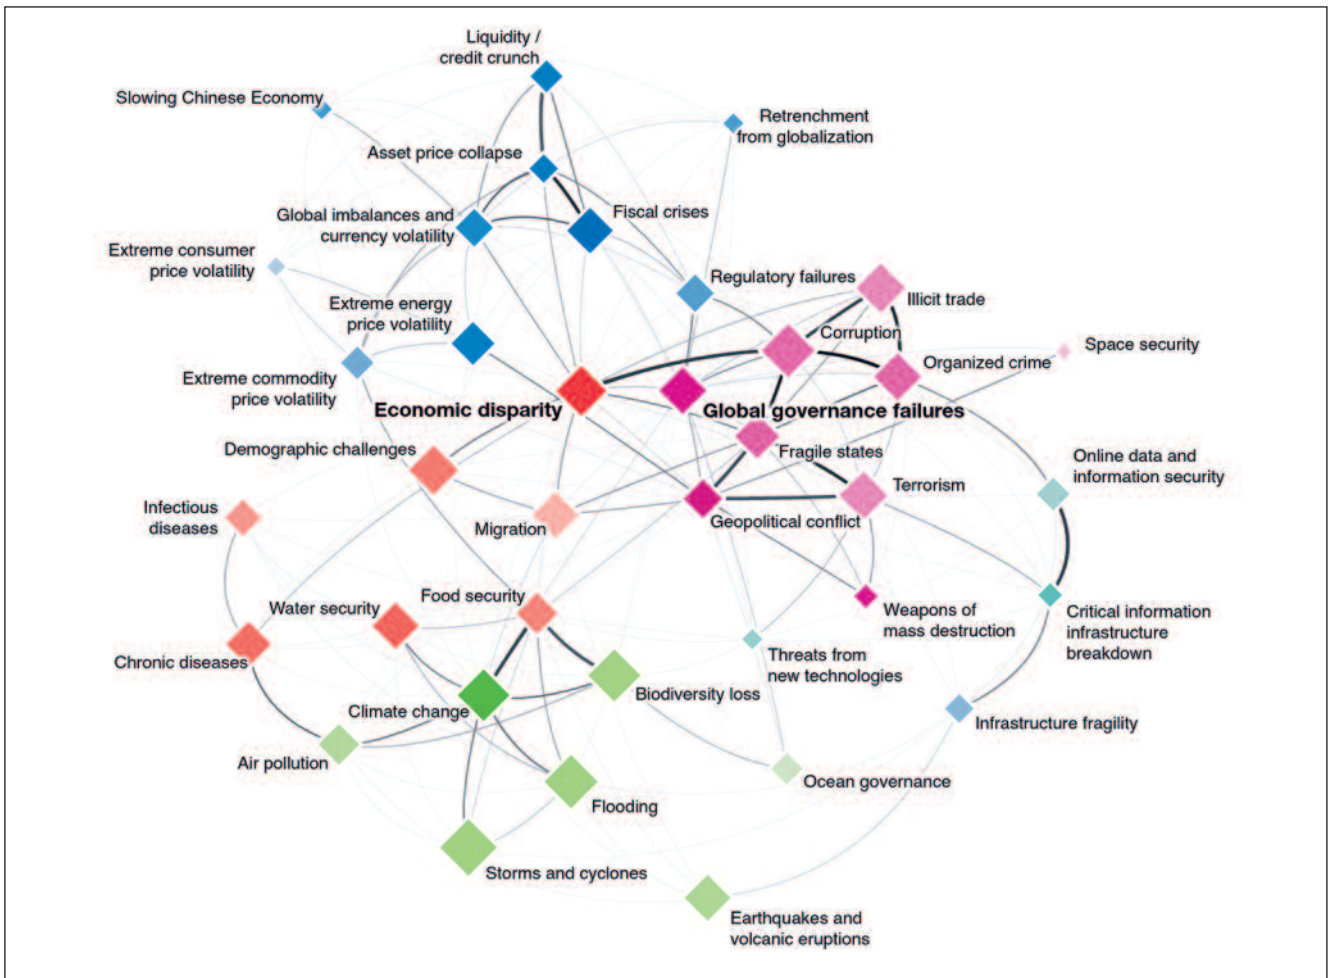 Liquidity /
credit crunch
Slowing Chinese Economy
Retrenchment
from globalization
Asset price collapse
Global imbalances and
currency volatility
Fiscal crises
Extreme consumer
price volatility
Regulatory failures
Illicit trade
Extreme energy
price volatility
Corruption
Space security
Organized crime
Extreme commodity
price volatility
Economic disparity
Global governance failures
Demographic challenges
Fragile states
Online data and
information security
Terrorism
Infectious
diseases
Migration
Geopolitical conflict
Food security
Water security
Weapons of
mass destruction
Critical information
infrastructure
breakdown
Chronic diseases
Threats from
new technologies
Biodiversity loss
Climate change
Infrastructure fragility
Air pollution
Ocean governance
Flooding
Storms and cyclones
Earthquakes and
volcanic eruptions